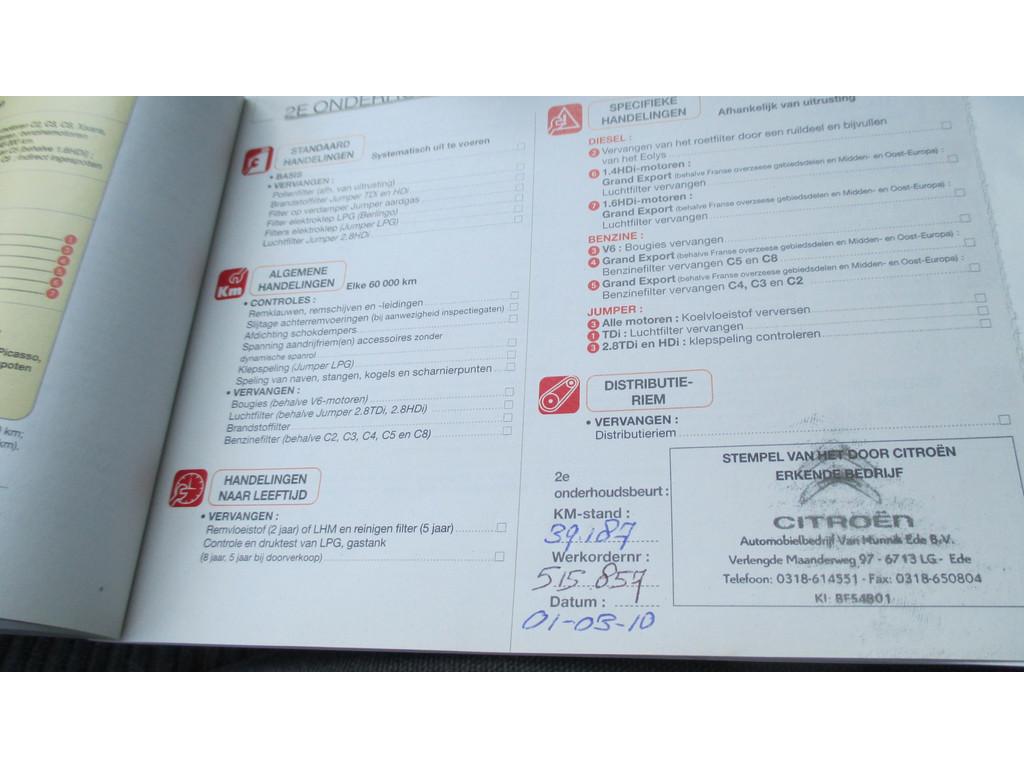 2E ONDERHO
STANDAARD
HANDELINGEN
Systematisch uit te voeren
• BASIS
• VERVANGEN :
Pollenfilter (afh. van uitrusting)
Brandstoffilter Jumper TDi en HDi
Filter op verdamper Jumper aardgas
Filter elektroklep LPG (Berlingo)
Filters elektroklep (Jumper LPG)
Luchtfilter Jumper 2.8HDi
Km
ALGEMENE
HANDELINGEN
Elke 60 000 km
• CONTROLES :
Remklauwen, remschijven en -leidingen
Slijtage achterremvoeringen (bij aanwezigheid inspectiegaten)
Afdichting schokdempers
Spanning aandrijfriem(en) accessoires zonder
dynamische spanrol
Klepspeling (Jumper LPG)
Speling van naven, stangen, kogels en scharnierpunten
• VERVANGEN :
Bougies (behalve V6-motoren)
Luchtfilter (behalve Jumper 2.8TDi, 2.8HDi)
Brandstoffilter
Benzinefilter (behalve C2, C3, C4, C5 en C8)
HANDELINGEN
NAAR LEEFTIJD
• VERVANGEN :
Remvloeistof (2 jaar) of LHM en reinigen filter (5 jaar)
Controle en druktest van LPG, gastank
(8 jaar, 5 jaar bij doorverkoop)
SPECIFIEKE
HANDELINGEN
Afhankelijk van uitrusting
DIESEL :
2 Vervangen van het roetfilter door een ruildeel en bijvullen
van het Eolys
6 1.4HDi-motoren :
Grand Export (behalve Franse overzeese gebiedsdelen en Midden- en Oost-Europa) :
Luchtfilter vervangen
7 1.6HDi-motoren :
Grand Export (behalve Franse overzeese gebiedsdelen en Midden- en Oost-Europa) :
Luchtfilter vervangen
BENZINE :
3 V6 : Bougies vervangen
4 Grand Export (behalve Franse overzeese gebiedsdelen en Midden- en Oost-Europa) :
Benzinefilter vervangen C5 en C8
5 Grand Export (behalve Franse overzeese gebiedsdelen en Midden- en Oost-Europa) :
Benzinefilter vervangen C4, C3 en C2
JUMPER :
3 Alle motoren : Koelvloeistof verversen
1 TDi : Luchtfilter vervangen
3 2.8TDi en HDi : klepspeling controleren
DISTRIBUTIE-
RIEM
• VERVANGEN :
Distributieriem
2e
onderhoudsbeurt :
KM-stand :
39.187
Werkordernr :
515.857
Datum :
01-03-10
STEMPEL VAN HET DOOR CITROËN
ERKENDE BEDRIJF
CITROËN
Automobielbedrijf Van Munnik Ede B.V.
Verlengde Maanderweg 97 - 6713 LG - Ede
Telefoon: 0318-614551 - Fax: 0318-650804
KI: BF54B01